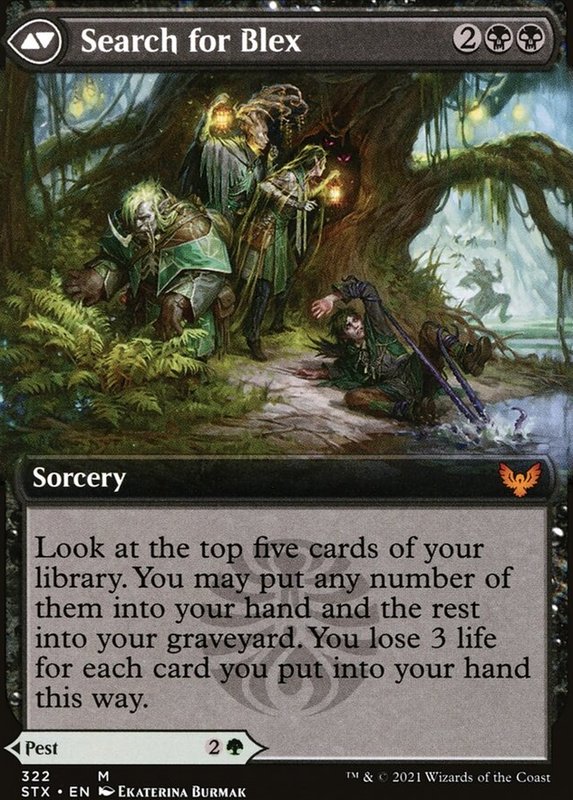 Search for Blex 2
Sorcery
Look at the top five cards of your
library. You may put any number of
them into your hand and the rest
into your graveyard. You lose 3 life
for each card you put into your hand
this way.
Pest 2
322 M
STX • EN Ekaterina Burmak
™ & © 2021 Wizards of the Coast